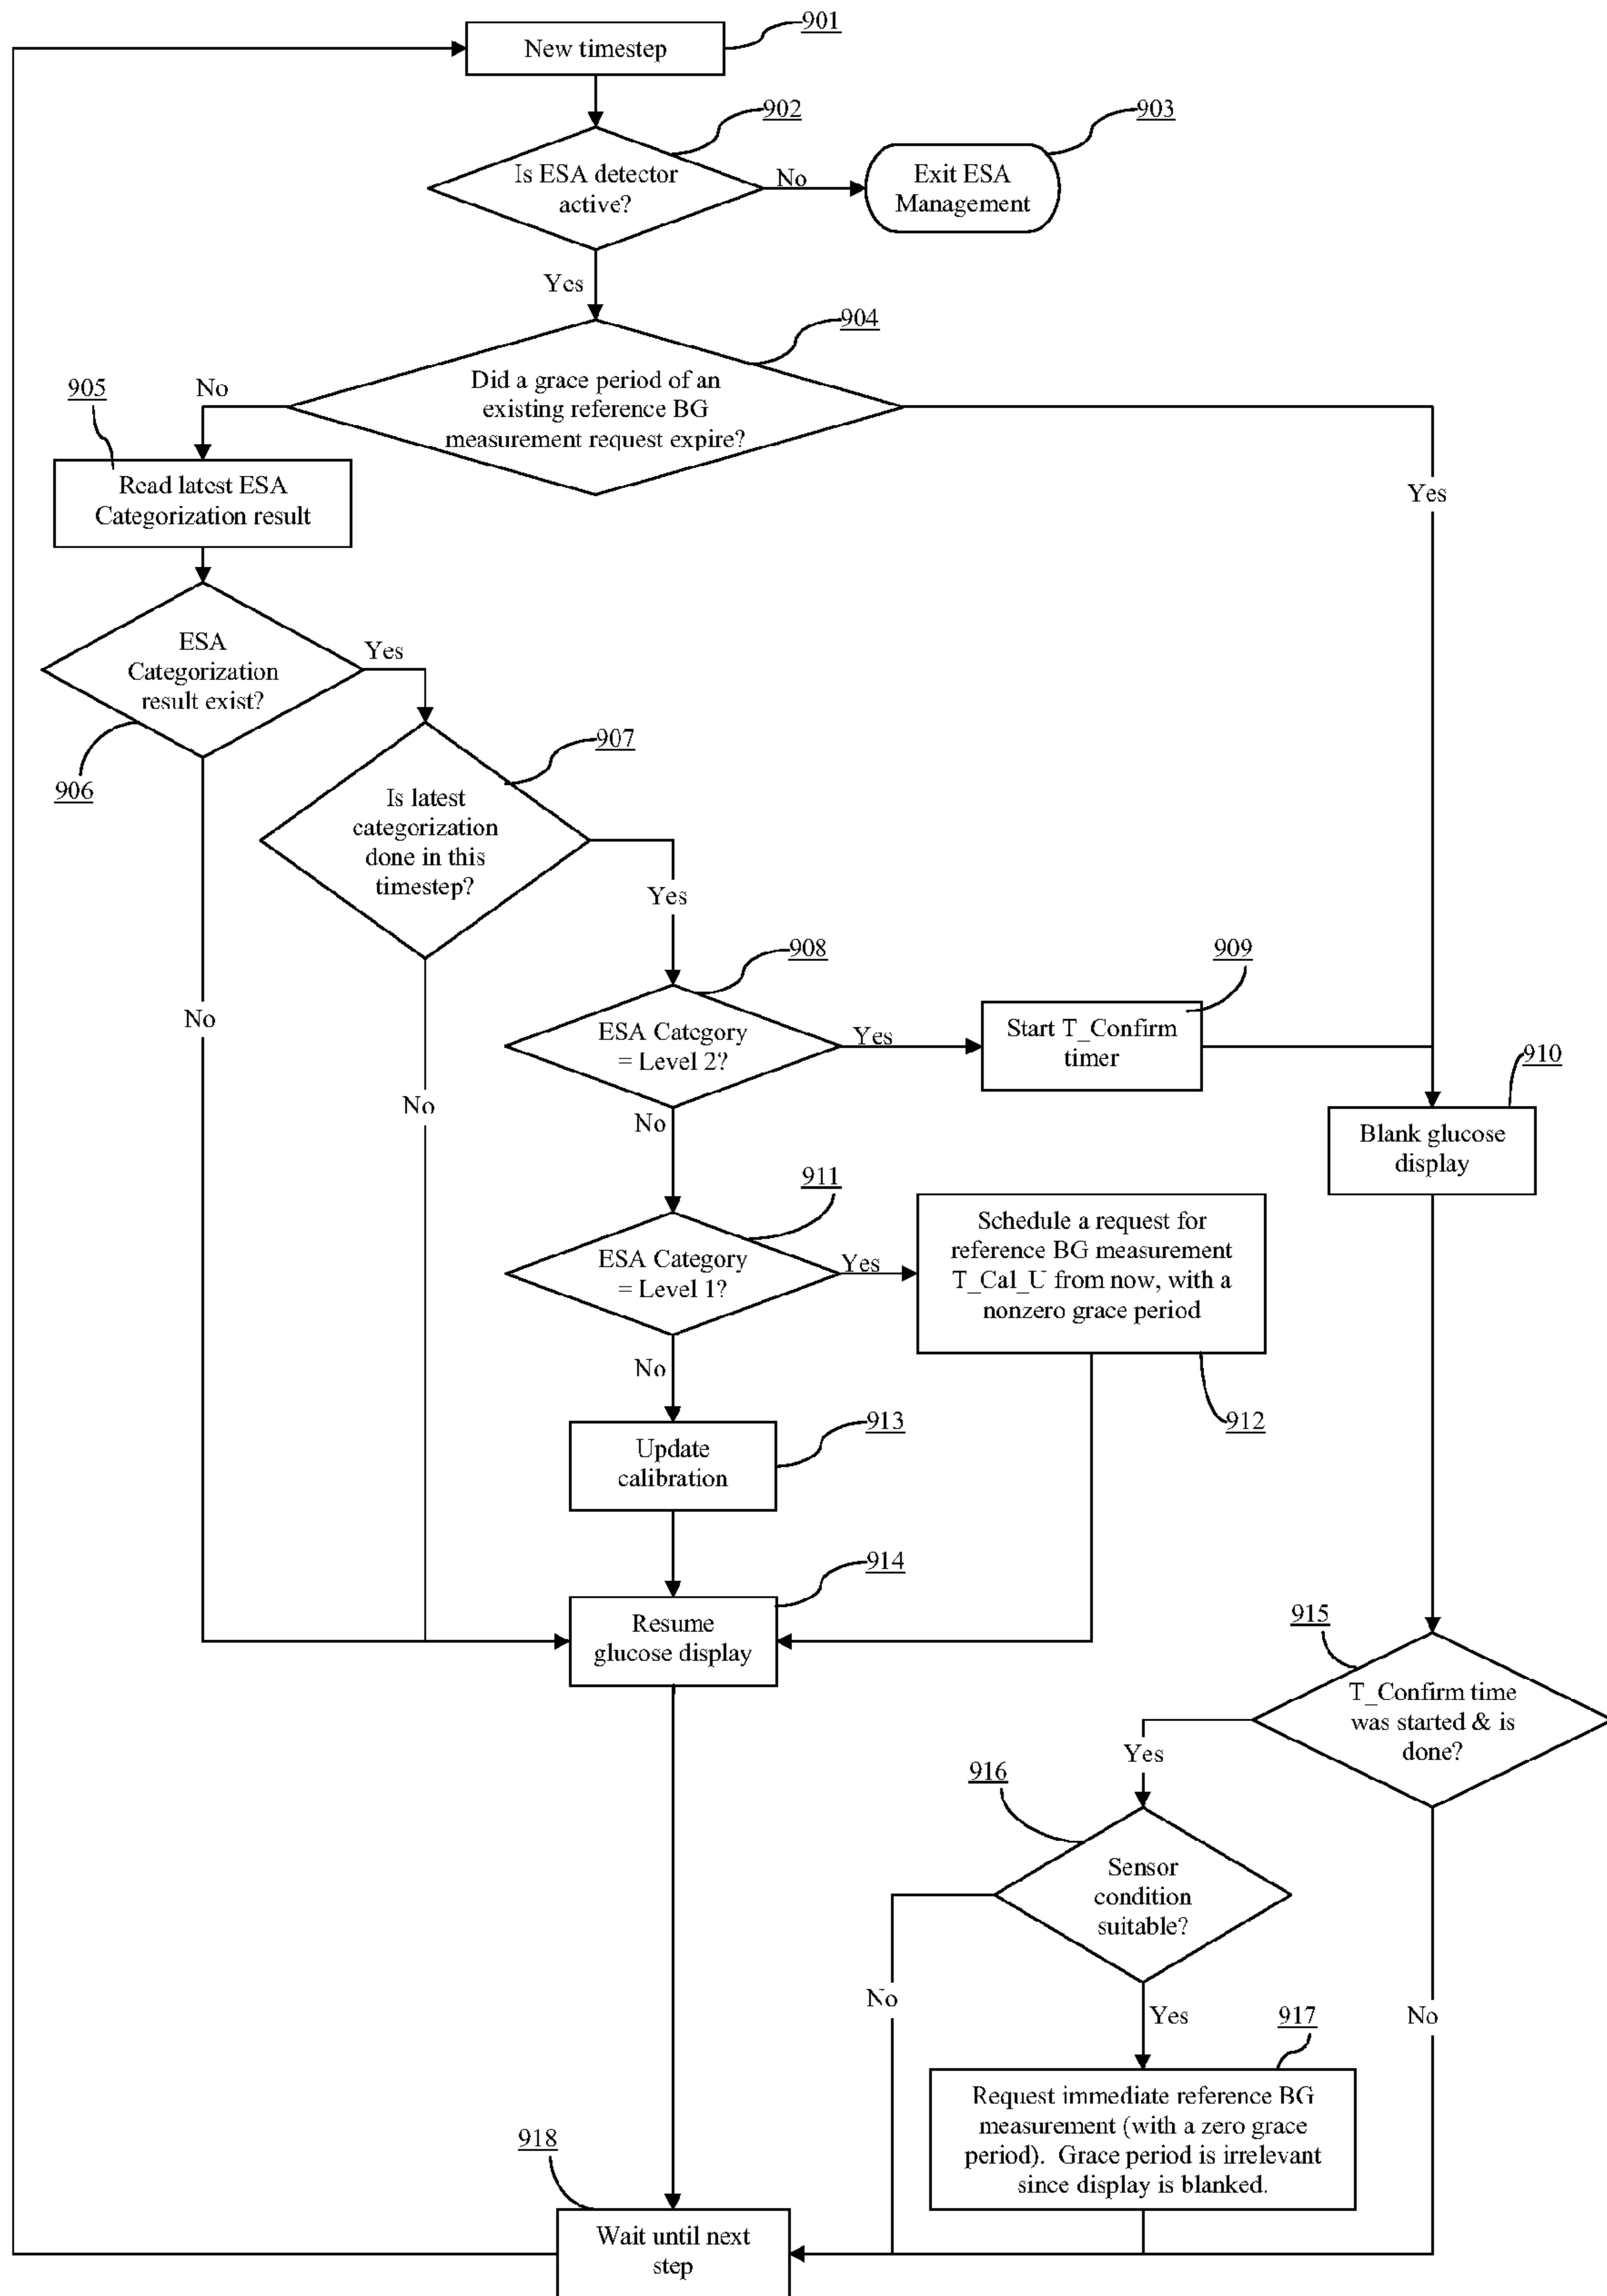 901
New timestep
902
903
Is ESA detector
active?
No
Exit ESA
Management
Yes
904
905
No
Did a grace period of an
existing reference BG
measurement request expire?
Read latest ESA
Categorization result
Yes
ESA
Categorization
result exist?
Yes
906
907
Is latest
categorization
done in this
timestep?
Yes
908
909
No
ESA Category
= Level 2?
Yes
Start T_Confirm
timer
910
No
No
Blank glucose
display
911
ESA Category
= Level 1?
Yes
Schedule a request for
reference BG measurement
T_Cal_U from now, with a
nonzero grace period
No
912
913
Update
calibration
914
Resume
glucose display
915
T_Confirm time
was started & is
done?
Yes
916
Sensor
condition
suitable?
No
Yes
No
917
Request immediate reference BG
measurement (with a zero grace
period). Grace period is irrelevant
since display is blanked.
918
Wait until next
step